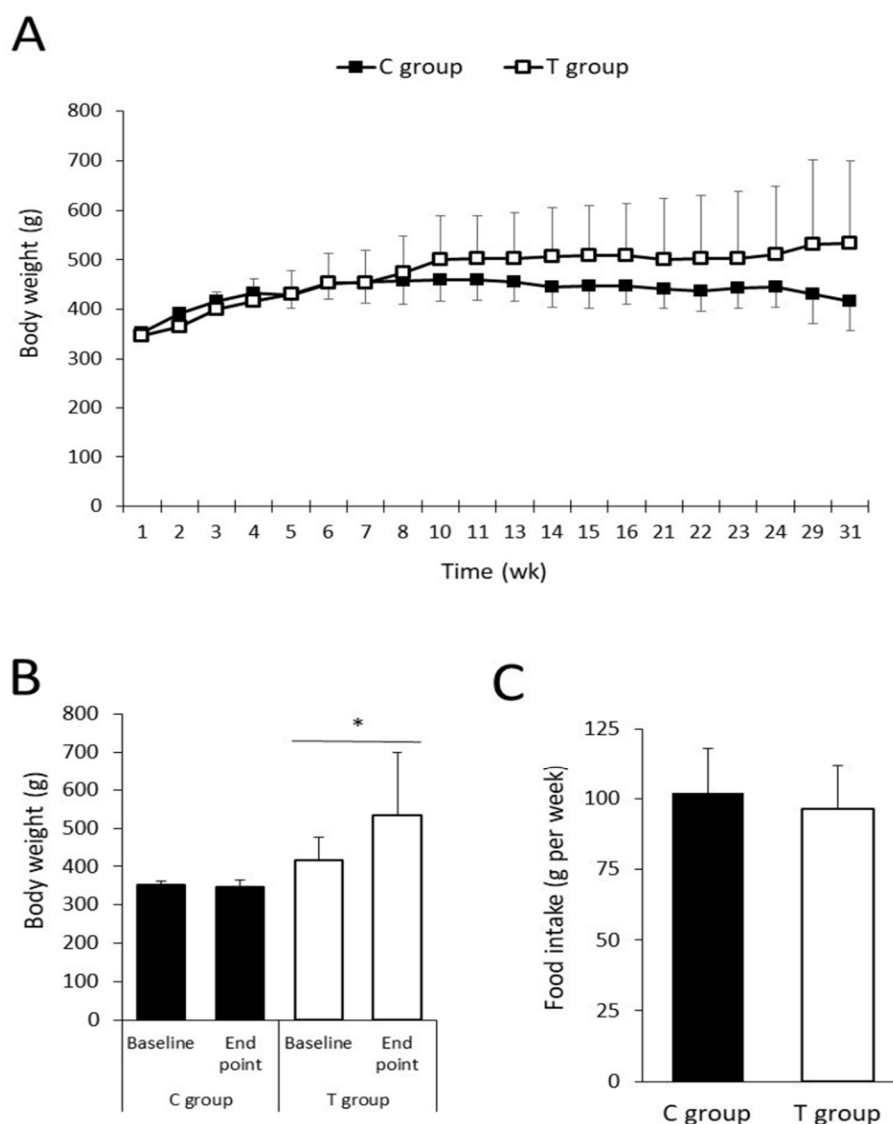 A
C group T group
800
700
600
500
400
300
200
100
0
Body weight (g)
1 2 3 4 5 6 7 8 10 11 13 14 15 16 21 22 23 24 29 31
Time (wk)
B
800
700
600
500
400
300
200
100
0
Body weight (g)
*
Baseline End point Baseline End point
C group T group
C
125
100
75
50
25
0
Food intake (g per week)
C group T group